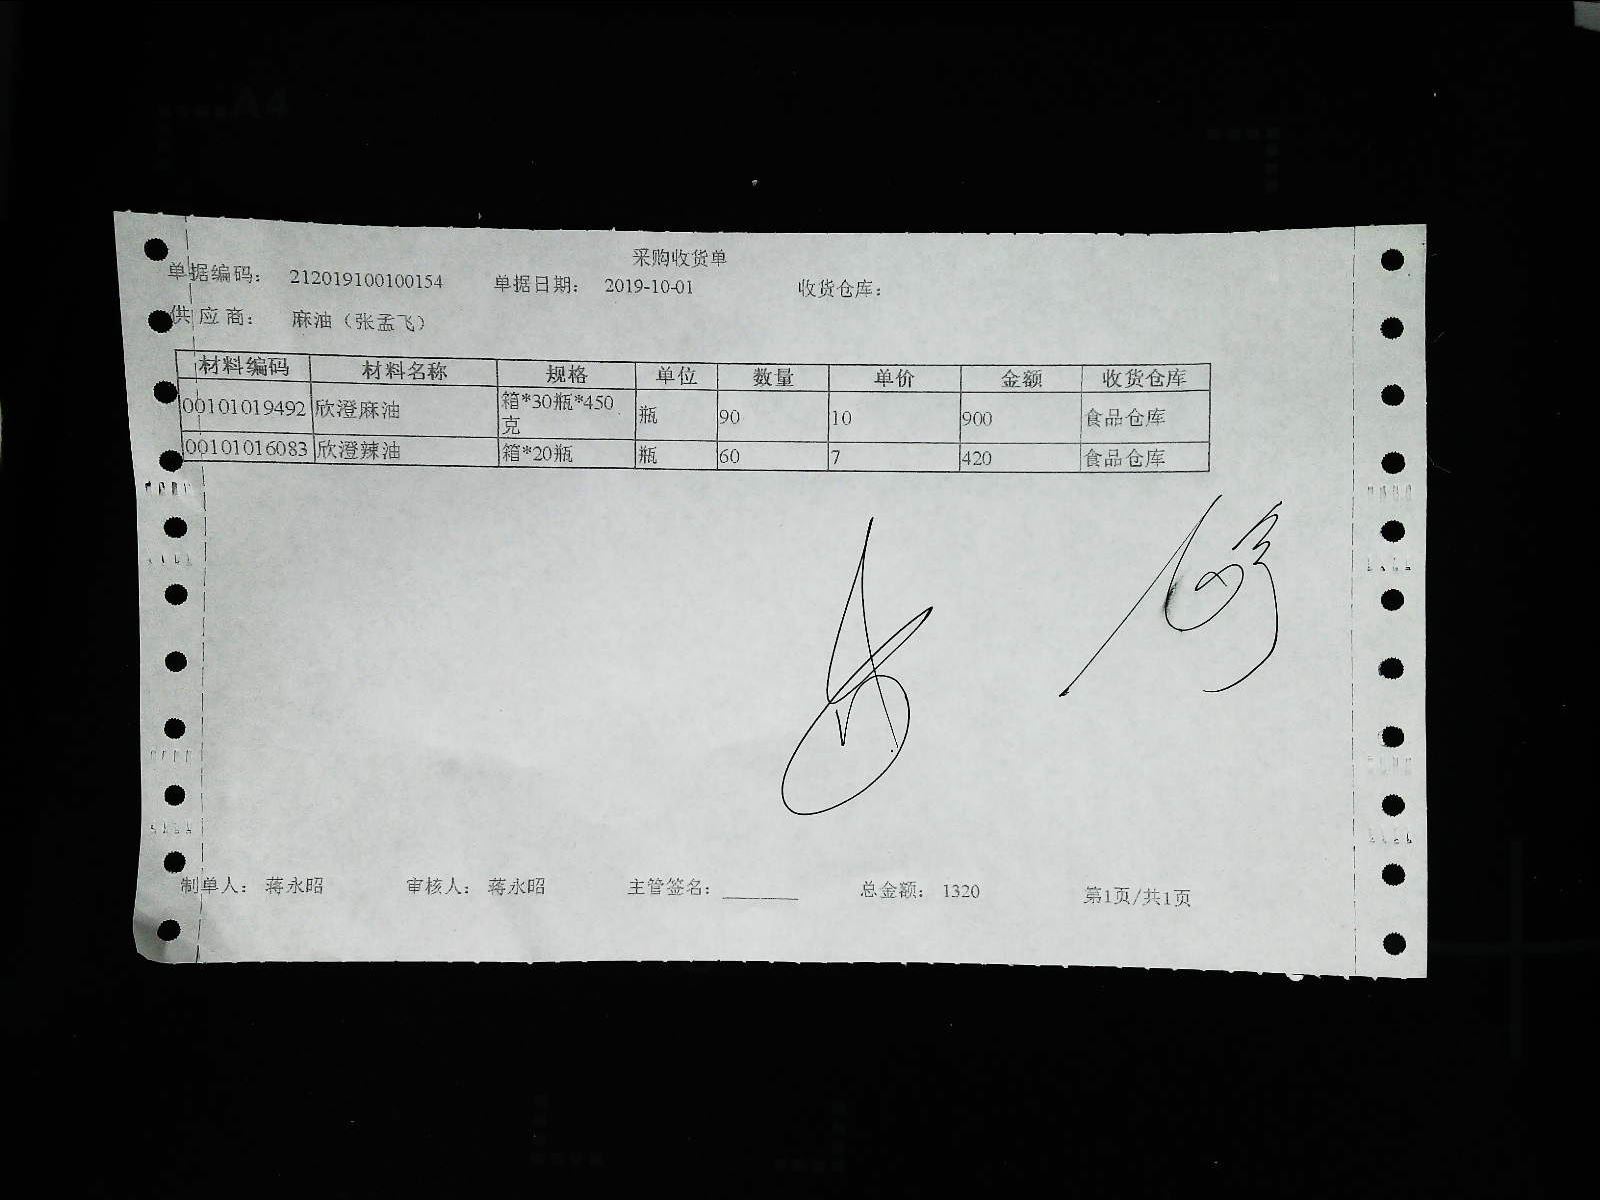 采购收货单
单据编码: 212019100100154 单据日期: 2019-10-01 收货仓库:
供应商: 麻油（张孟飞）
材料编码 材料名称 规格 单位 数量 单价 金额 收货仓库
00101019492 欣澄麻油 箱*30瓶*450克 瓶 90 10 900 食品仓库
00101016083 欣澄辣油 箱*20瓶 瓶 60 7 420 食品仓库
制单人: 蒋永昭 审核人: 蒋永昭 主管签名: 总金额: 1320 第1页/共1页